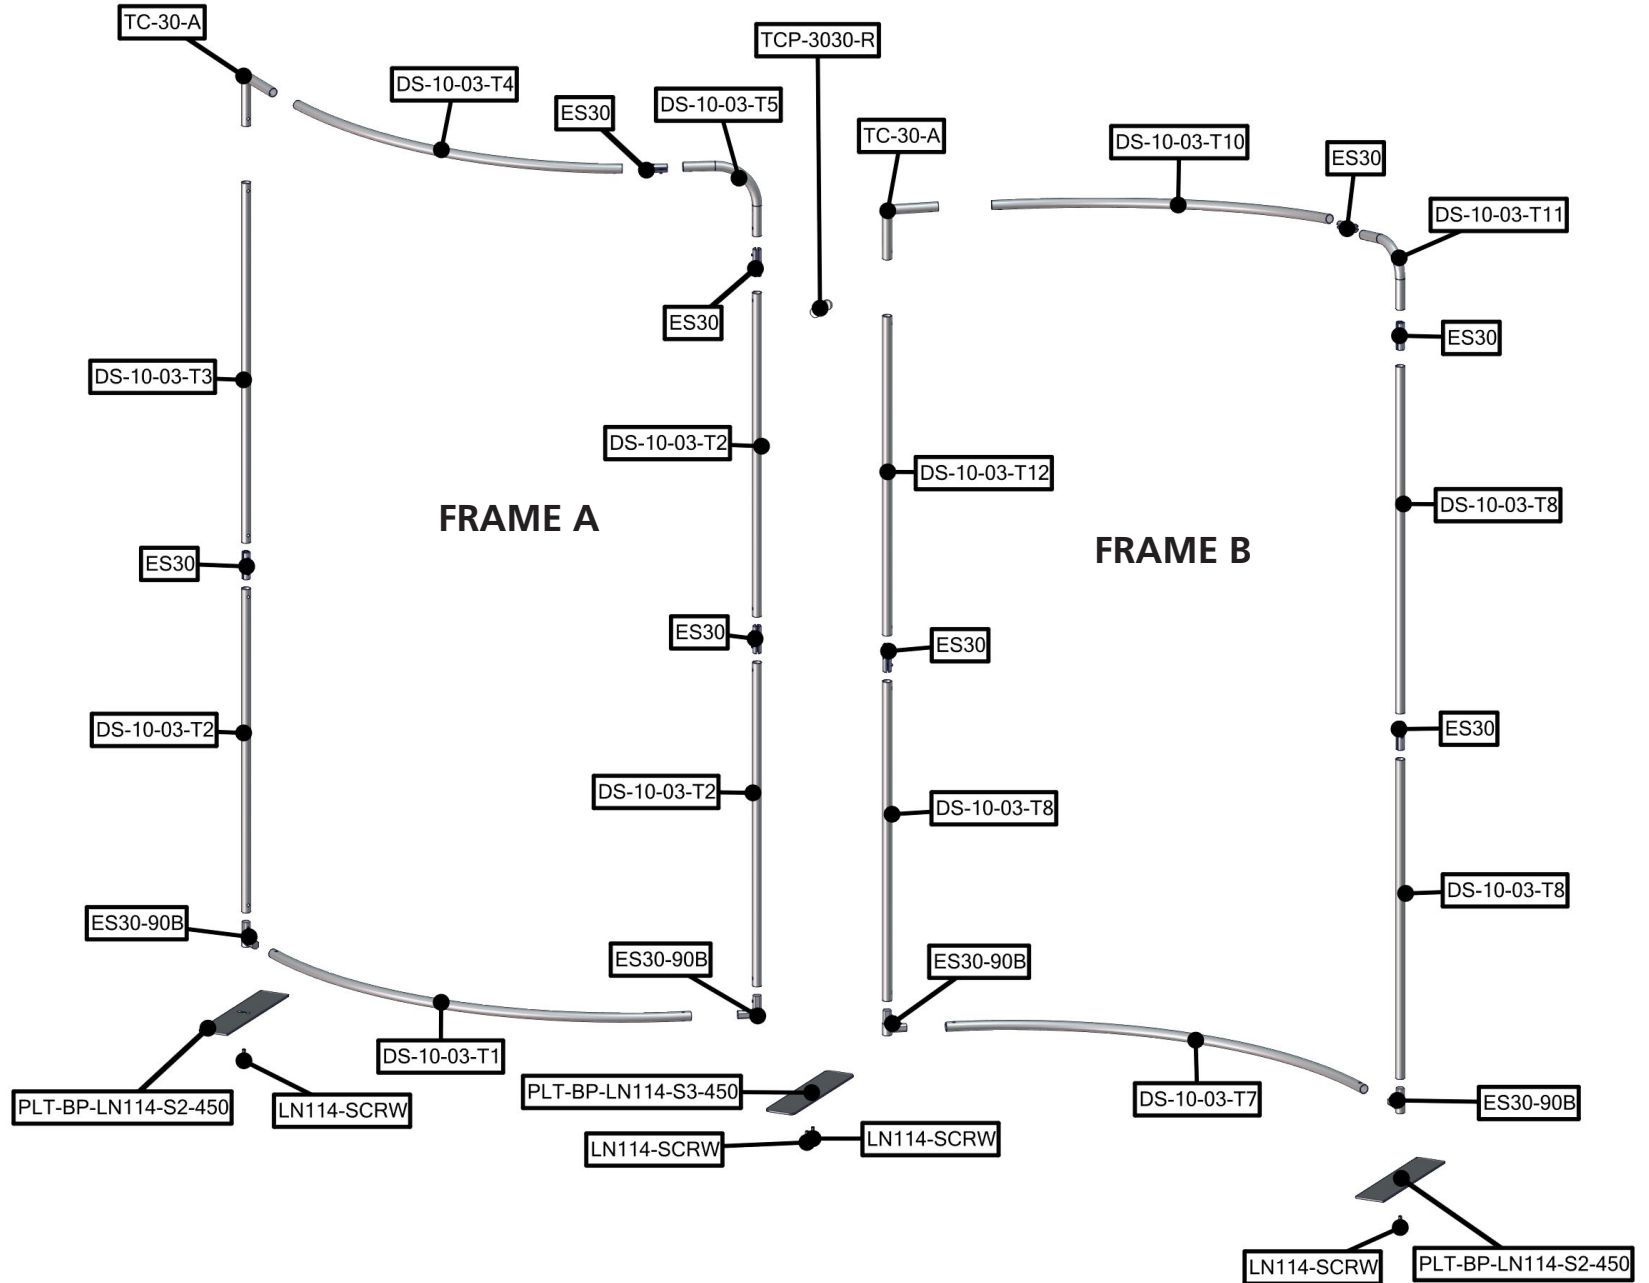 TC-30-A
TCP-3030-R
DS-10-03-T4
DS-10-03-T5
ES30
TC-30-A
DS-10-03-T10
ES30
DS-10-03-T11
ES30
ES30
DS-10-03-T3
DS-10-03-T2
DS-10-03-T12
DS-10-03-T8
FRAME A
FRAME B
ES30
ES30
ES30
ES30
DS-10-03-T2
DS-10-03-T2
DS-10-03-T8
DS-10-03-T8
ES30-90B
ES30-90B
ES30-90B
DS-10-03-T1
PLT-BP-LN114-S3-450
DS-10-03-T7
ES30-90B
PLT-BP-LN114-S2-450
LN114-SCRW
LN114-SCRW
LN114-SCRW
LN114-SCRW
PLT-BP-LN114-S2-450